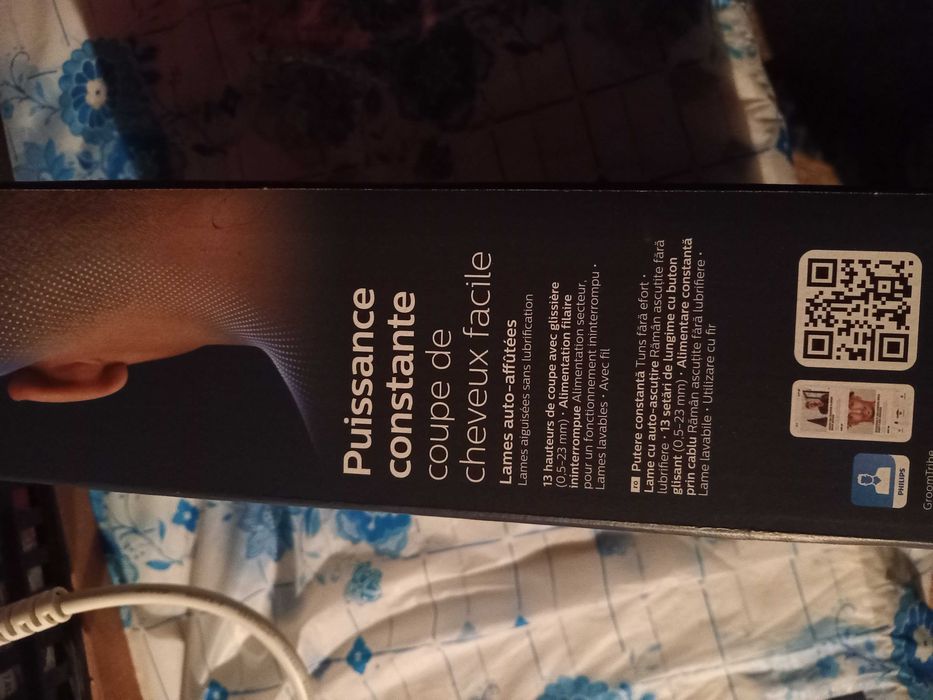 Puissance
constante
coupe de
cheveux facile
Lames auto-affûtées
Lames aiguisées sans lubrification
13 hauteurs de coupe avec glissière
(0,5–23 mm) • Alimentation filaire
ininterrompue Alimentation secteur,
pour un fonctionnement ininterrompu •
Lames lavables • Avec fil
ro Putere constantă Tuns fără efort •
Lame cu auto-ascuțire Rămân ascuțite fără
lubrifiere • 13 setări de lungime cu buton
glisant (0,5–23 mm) • Alimentare constantă
prin cablu Rămân ascuțite fără lubrifiere •
Lame lavabile • Utilizare cu fir
PHILIPS
GroomTribe